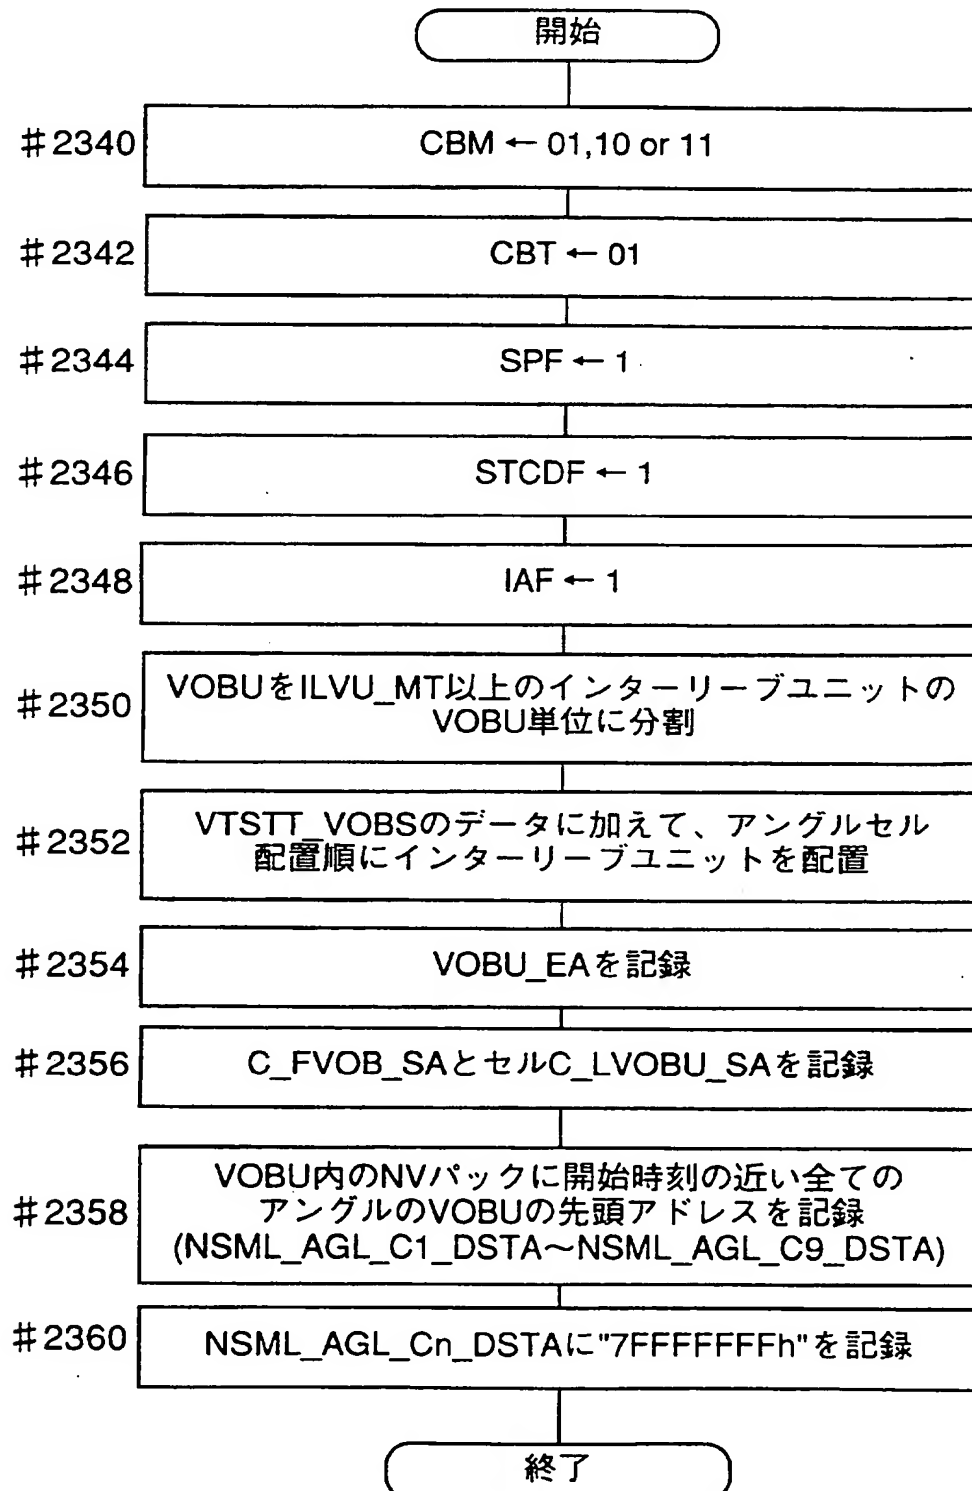 開始
#2340 CBM ← 01,10 or 11
#2342 CBT ← 01
#2344 SPF ← 1
#2346 STCDF ← 1
#2348 IAF ← 1
#2350 VOBUをILVU_MT以上のインターリーブユニットの
VOBU単位に分割
#2352 VTSTT_VOBSのデータに加えて、アングルセル
配置順にインターリーブユニットを配置
#2354 VOBU_EAを記録
#2356 C_FVOB_SAとセルC_LVOBU_SAを記録
#2358 VOBU内のNVパックに開始時刻の近い全ての
アングルのVOBUの先頭アドレスを記録
(NSML_AGL_C1_DSTA～NSML_AGL_C9_DSTA)
#2360 NSML_AGL_Cn_DSTAに"7FFFFFFFh"を記録
終了